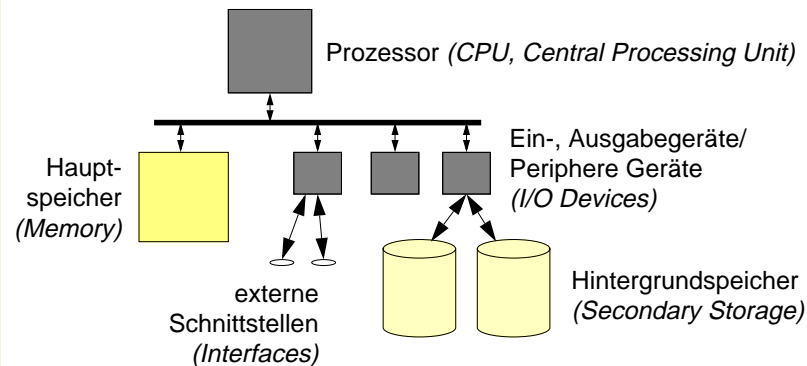 Prozessor (CPU, Central Processing Unit)
Haupt-
speicher
(Memory)
Ein-, Ausgabegeräte/
Periphere Geräte
(I/O Devices)
externe
Schnittstellen
(Interfaces)
Hintergrundspeicher
(Secondary Storage)